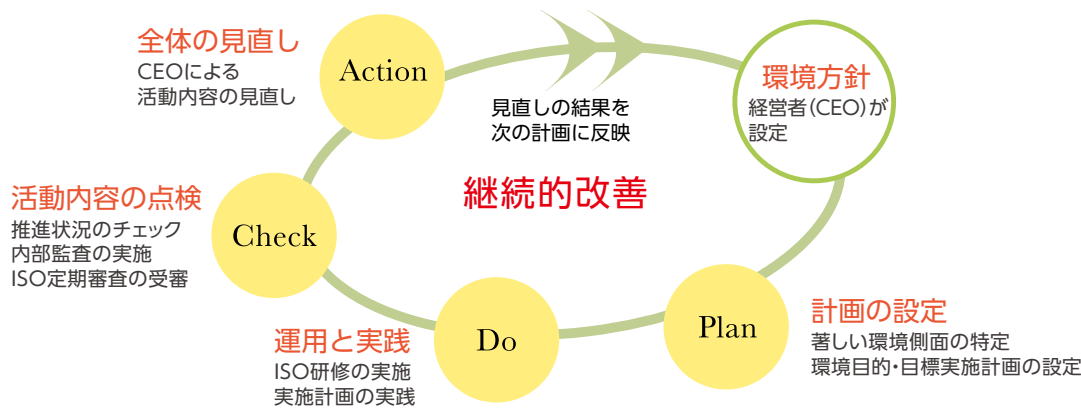 全体の見直し
CEOによる
活動内容の見直し
Action
見直しの結果を
次の計画に反映
環境方針
経営者(CEO)が
設定
継続的改善
活動内容の点検
推進状況のチェック
内部監査の実施
ISO定期審査の受審
Check
運用と実践
ISO研修の実施
実施計画の実践
Do
Plan
計画の設定
著しい環境側面の特定
環境目的・目標実施計画の設定